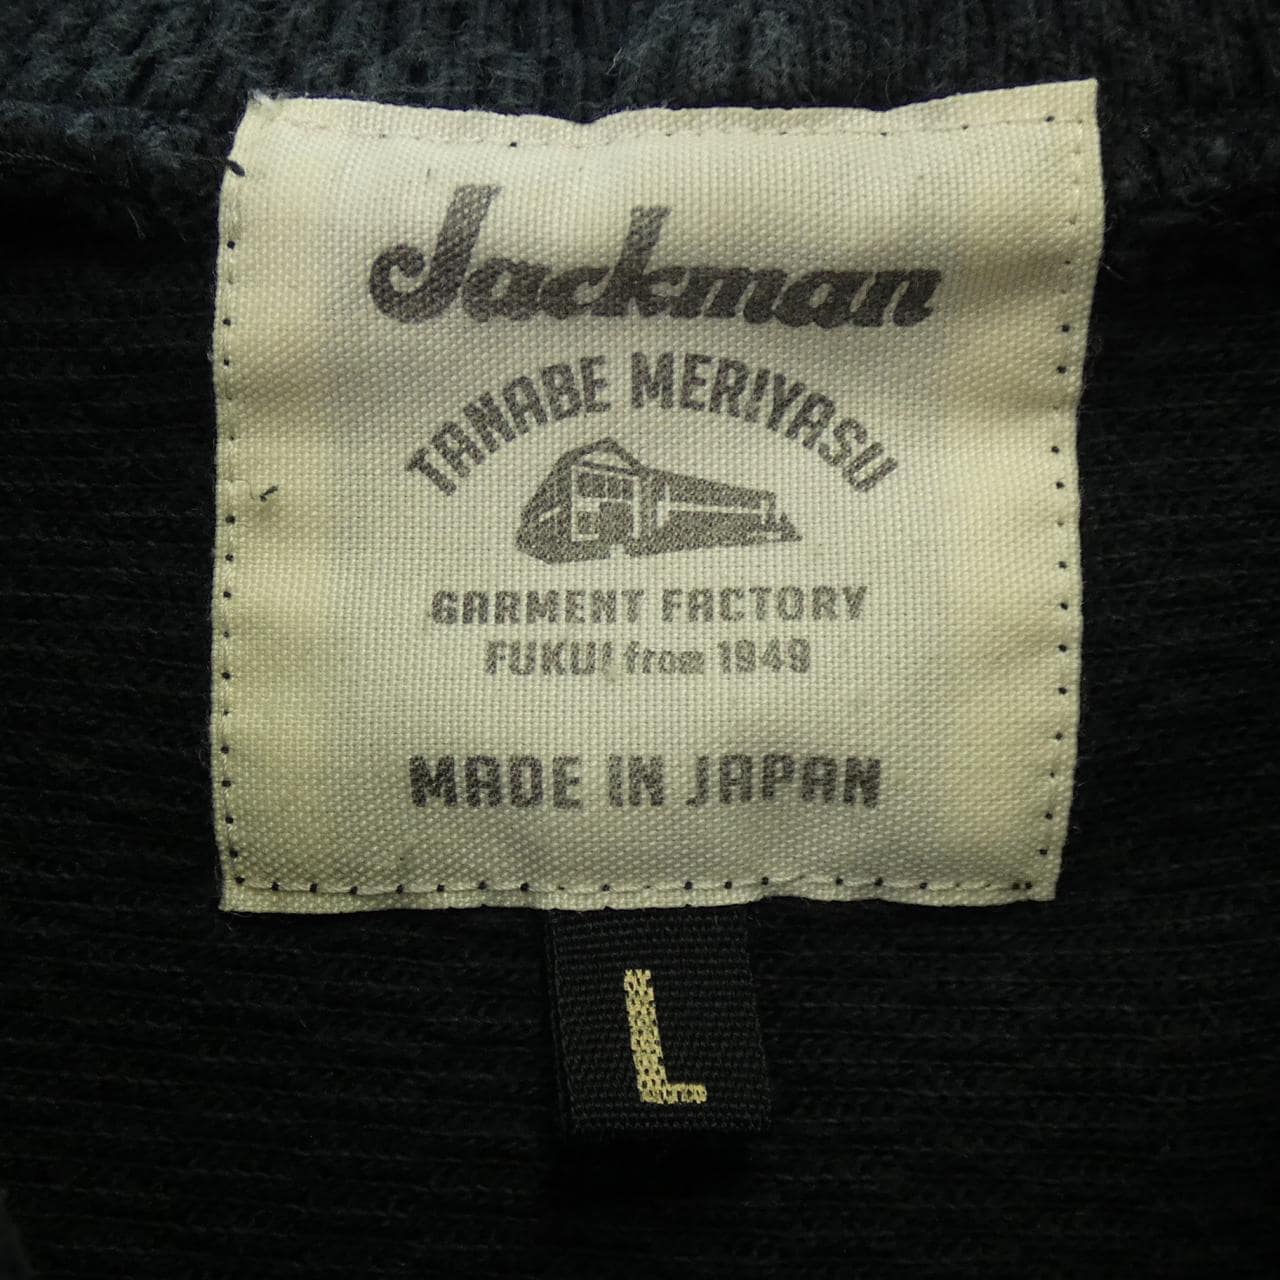 Jackman
TANABE MERIYASU
GARMENT FACTORY
FUKUI from 1949
MADE IN JAPAN
L